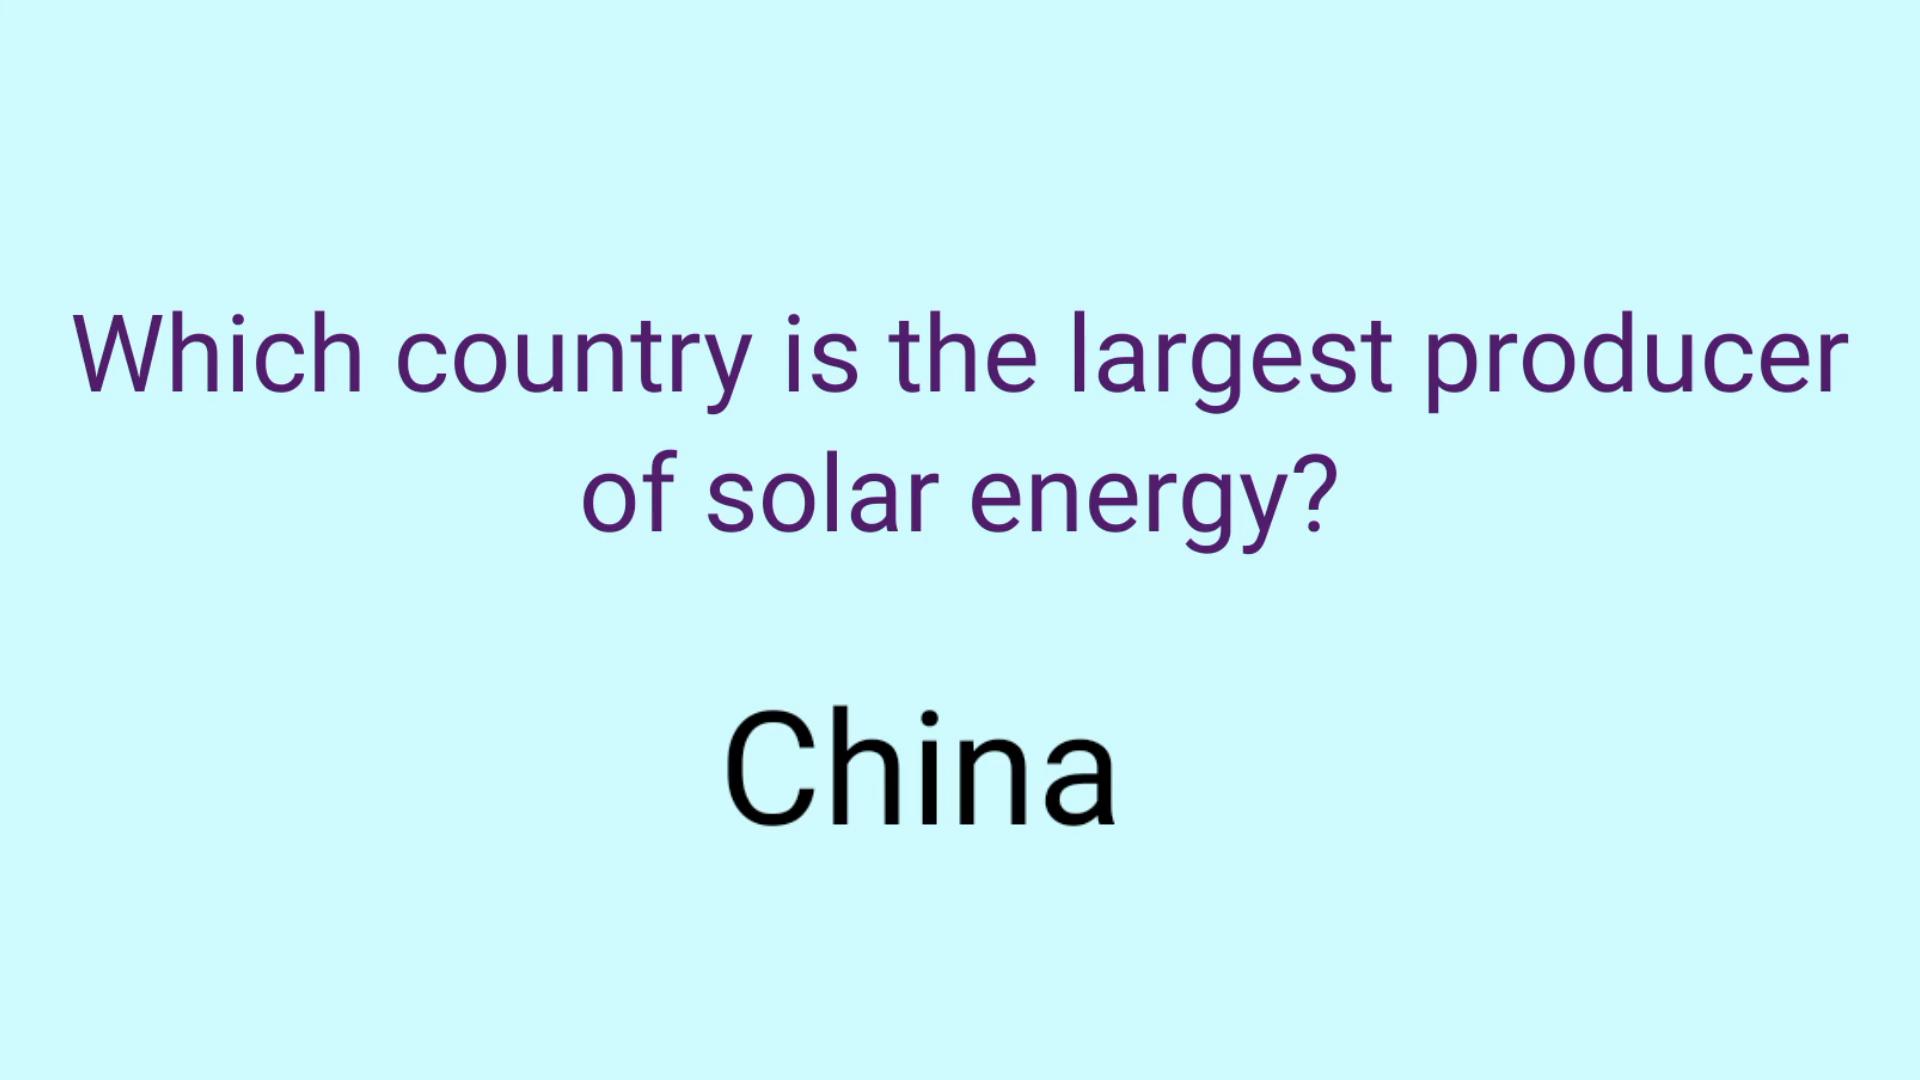 Which country is the largest producer
of solar energy?
China